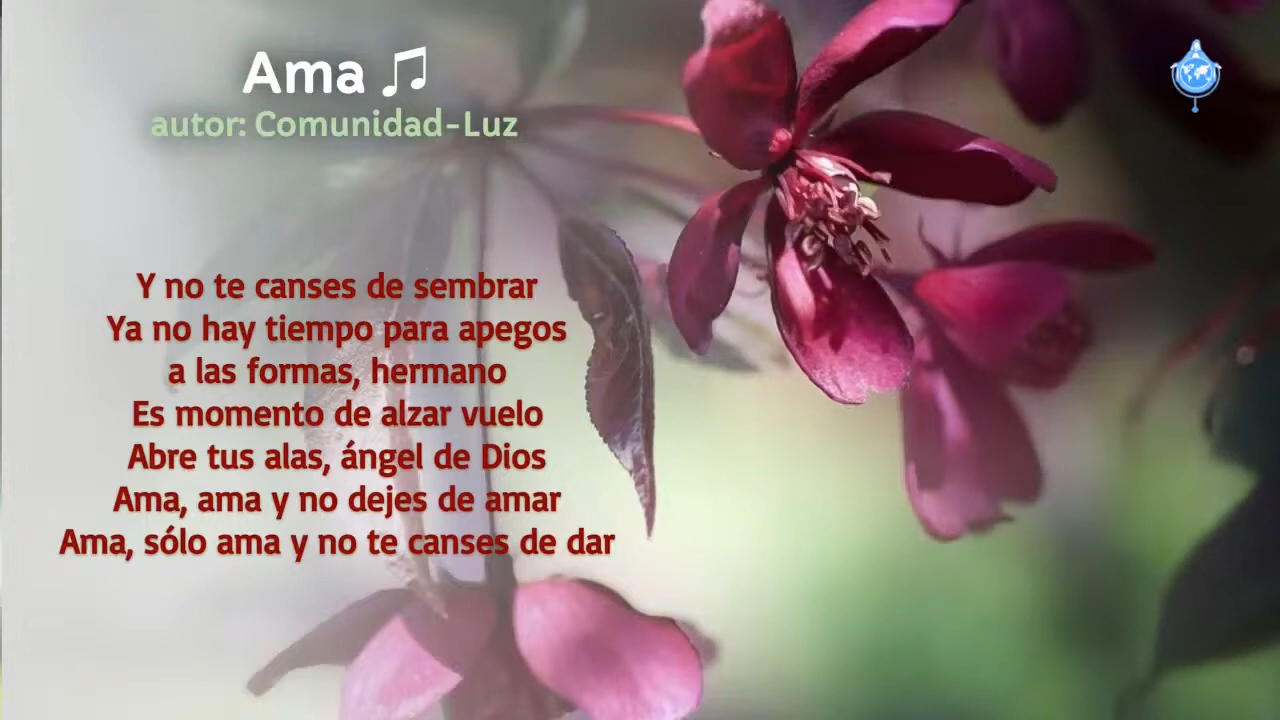 Ama ♫
autor: Comunidad-Luz
Y no te canses de sembrar
Ya no hay tiempo para apegos
a las formas, hermano
Es momento de alzar vuelo
Abre tus alas, ángel de Dios
Ama, ama y no dejes de amar
Ama, sólo ama y no te canses de dar